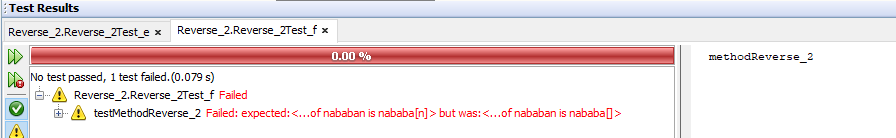 Test Results
Reverse_2.Reverse_2Test_e × Reverse_2.Reverse_2Test_f ×
0.00 %
methodReverse_2
No test passed, 1 test failed.(0.079 s)
Reverse_2.Reverse_2Test_f Failed
testMethodReverse_2 Failed: expected:<...of nababan is nababa[n]> but was:<...of nababan is nababa[]>